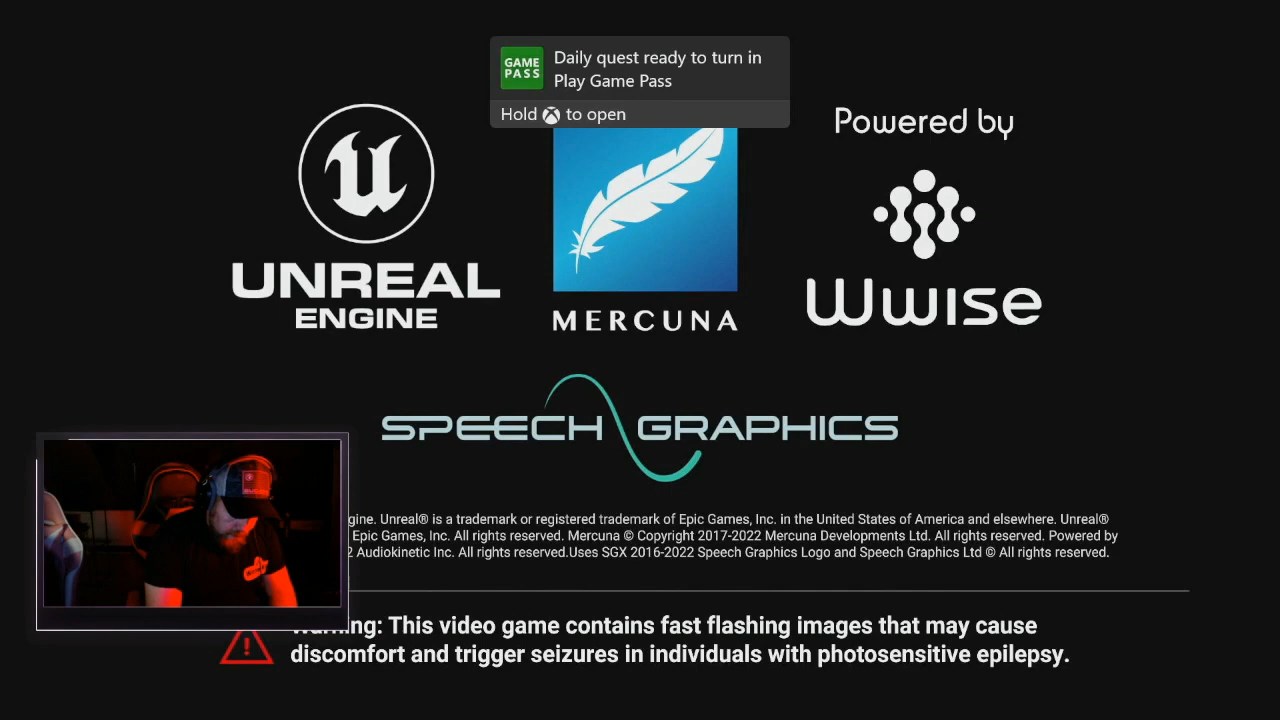 GAME
PASS
Daily quest ready to turn in
Play Game Pass
Hold to open
UNREAL
ENGINE
MERCUNA
Powered by
Wwise
SPEECH GRAPHICS
gine. Unreal® is a trademark or registered trademark of Epic Games, Inc. in the United States of America and elsewhere. Unreal®
Epic Games, Inc. All rights reserved. Mercuna © Copyright 2017-2022 Mercuna Developments Ltd. All rights reserved. Powered by
2 Audiokinetic Inc. All rights reserved.Uses SGX 2016-2022 Speech Graphics Logo and Speech Graphics Ltd © All rights reserved.
Warning: This video game contains fast flashing images that may cause
discomfort and trigger seizures in individuals with photosensitive epilepsy.